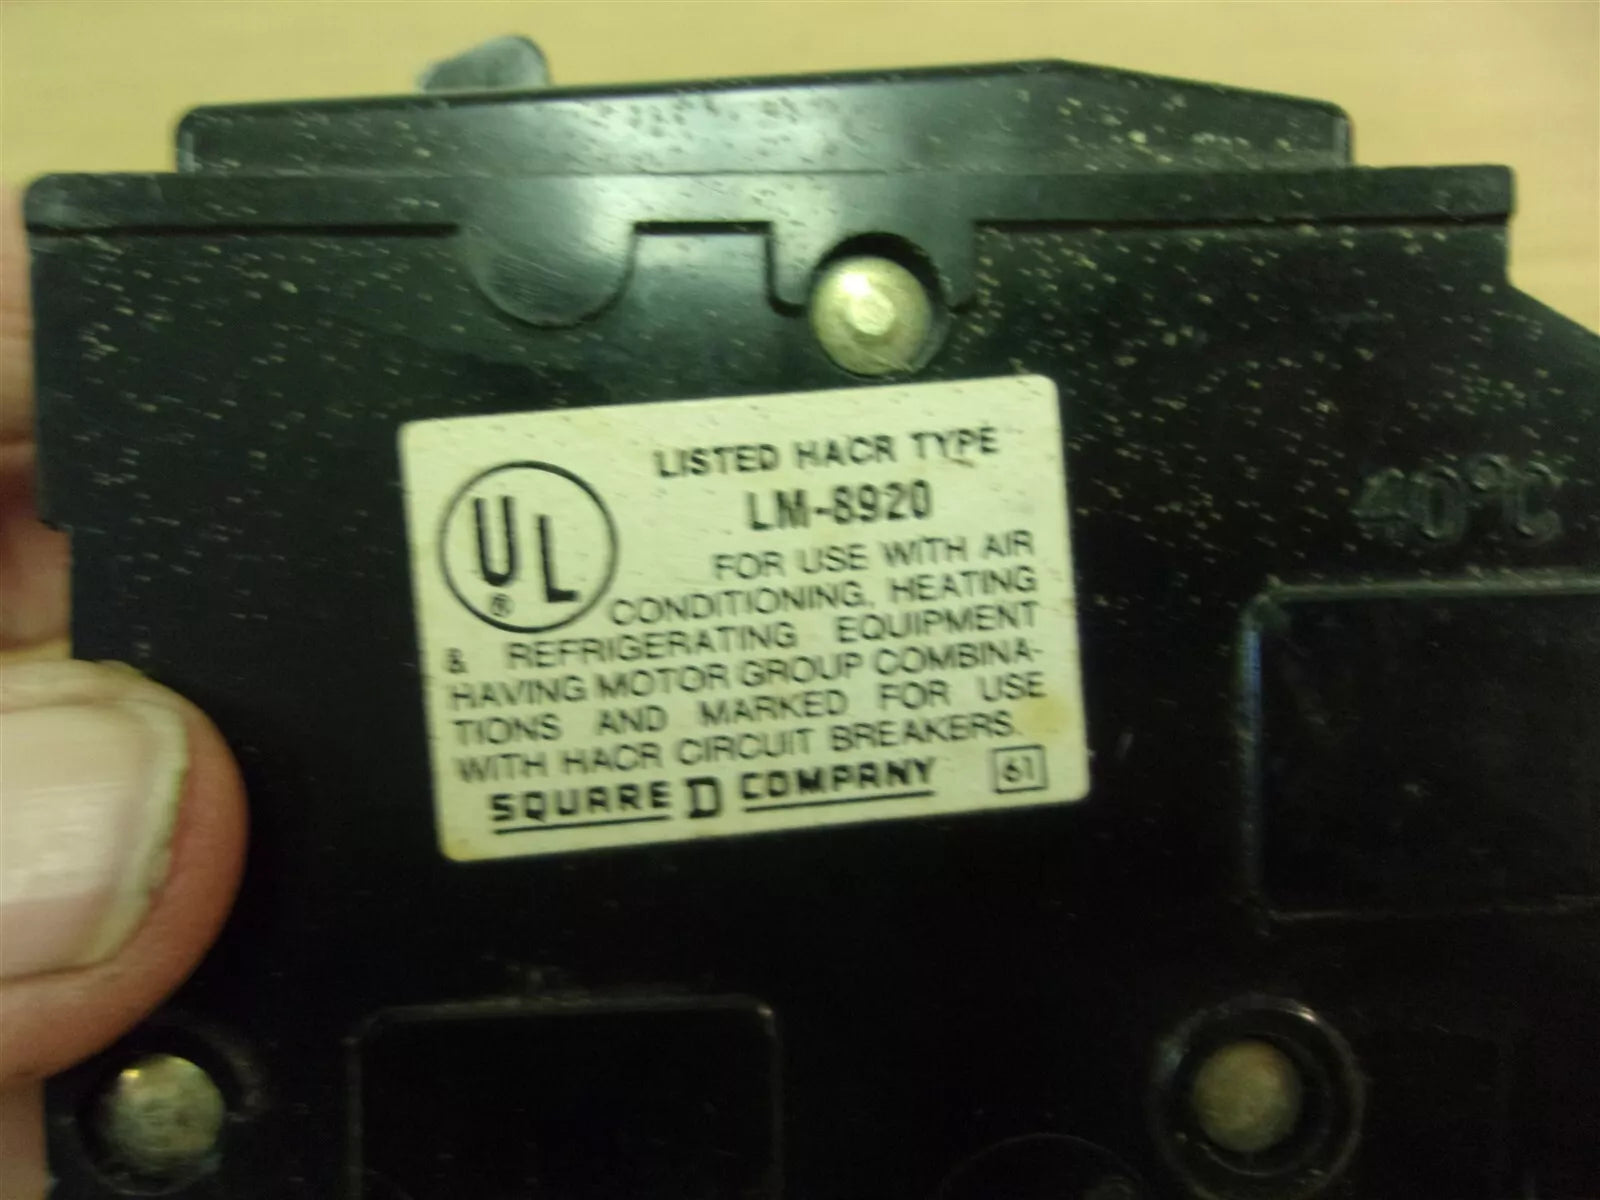 LISTED HACR TYPE
LM-8920
UL
®
FOR USE WITH AIR
CONDITIONING, HEATING
& REFRIGERATING EQUIPMENT
HAVING MOTOR GROUP COMBINA-
TIONS AND MARKED FOR USE
WITH HACR CIRCUIT BREAKERS.
SQUARE D COMPANY 61
40°C